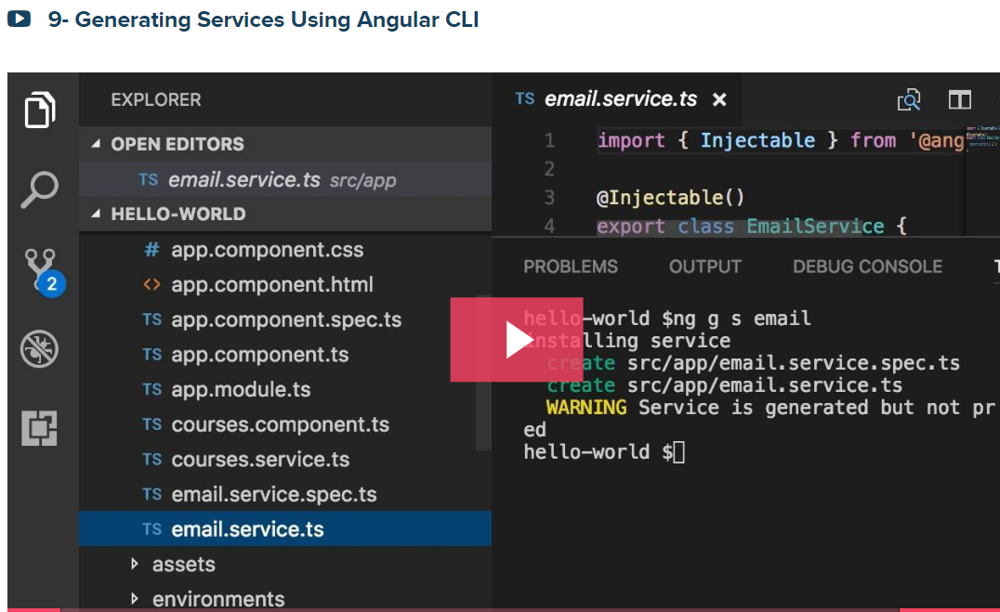 9- Generating Services Using Angular CLI
EXPLORER
OPEN EDITORS
TS email.service.ts src/app
HELLO-WORLD
# app.component.css
<> app.component.html
TS app.component.spec.ts
TS app.component.ts
TS app.module.ts
TS courses.component.ts
TS courses.service.ts
TS email.service.spec.ts
TS email.service.ts
assets
environments
2
TS email.service.ts ×
1 import { Injectable } from '@ang
2
3 @Injectable()
4 export class EmailService {
PROBLEMS OUTPUT DEBUG CONSOLE T
hello-world $ng g s email
installing service
create src/app/email.service.spec.ts
create src/app/email.service.ts
WARNING Service is generated but not pr
ed
hello-world $